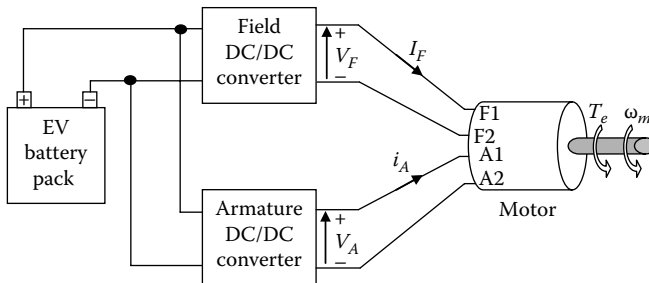 Field
DC/DC
converter
+
V_F
−
I_F
+ −
EV
battery
pack
F1
F2
A1
A2
T_e ω_m
Motor
i_A
Armature
DC/DC
converter
+
V_A
−